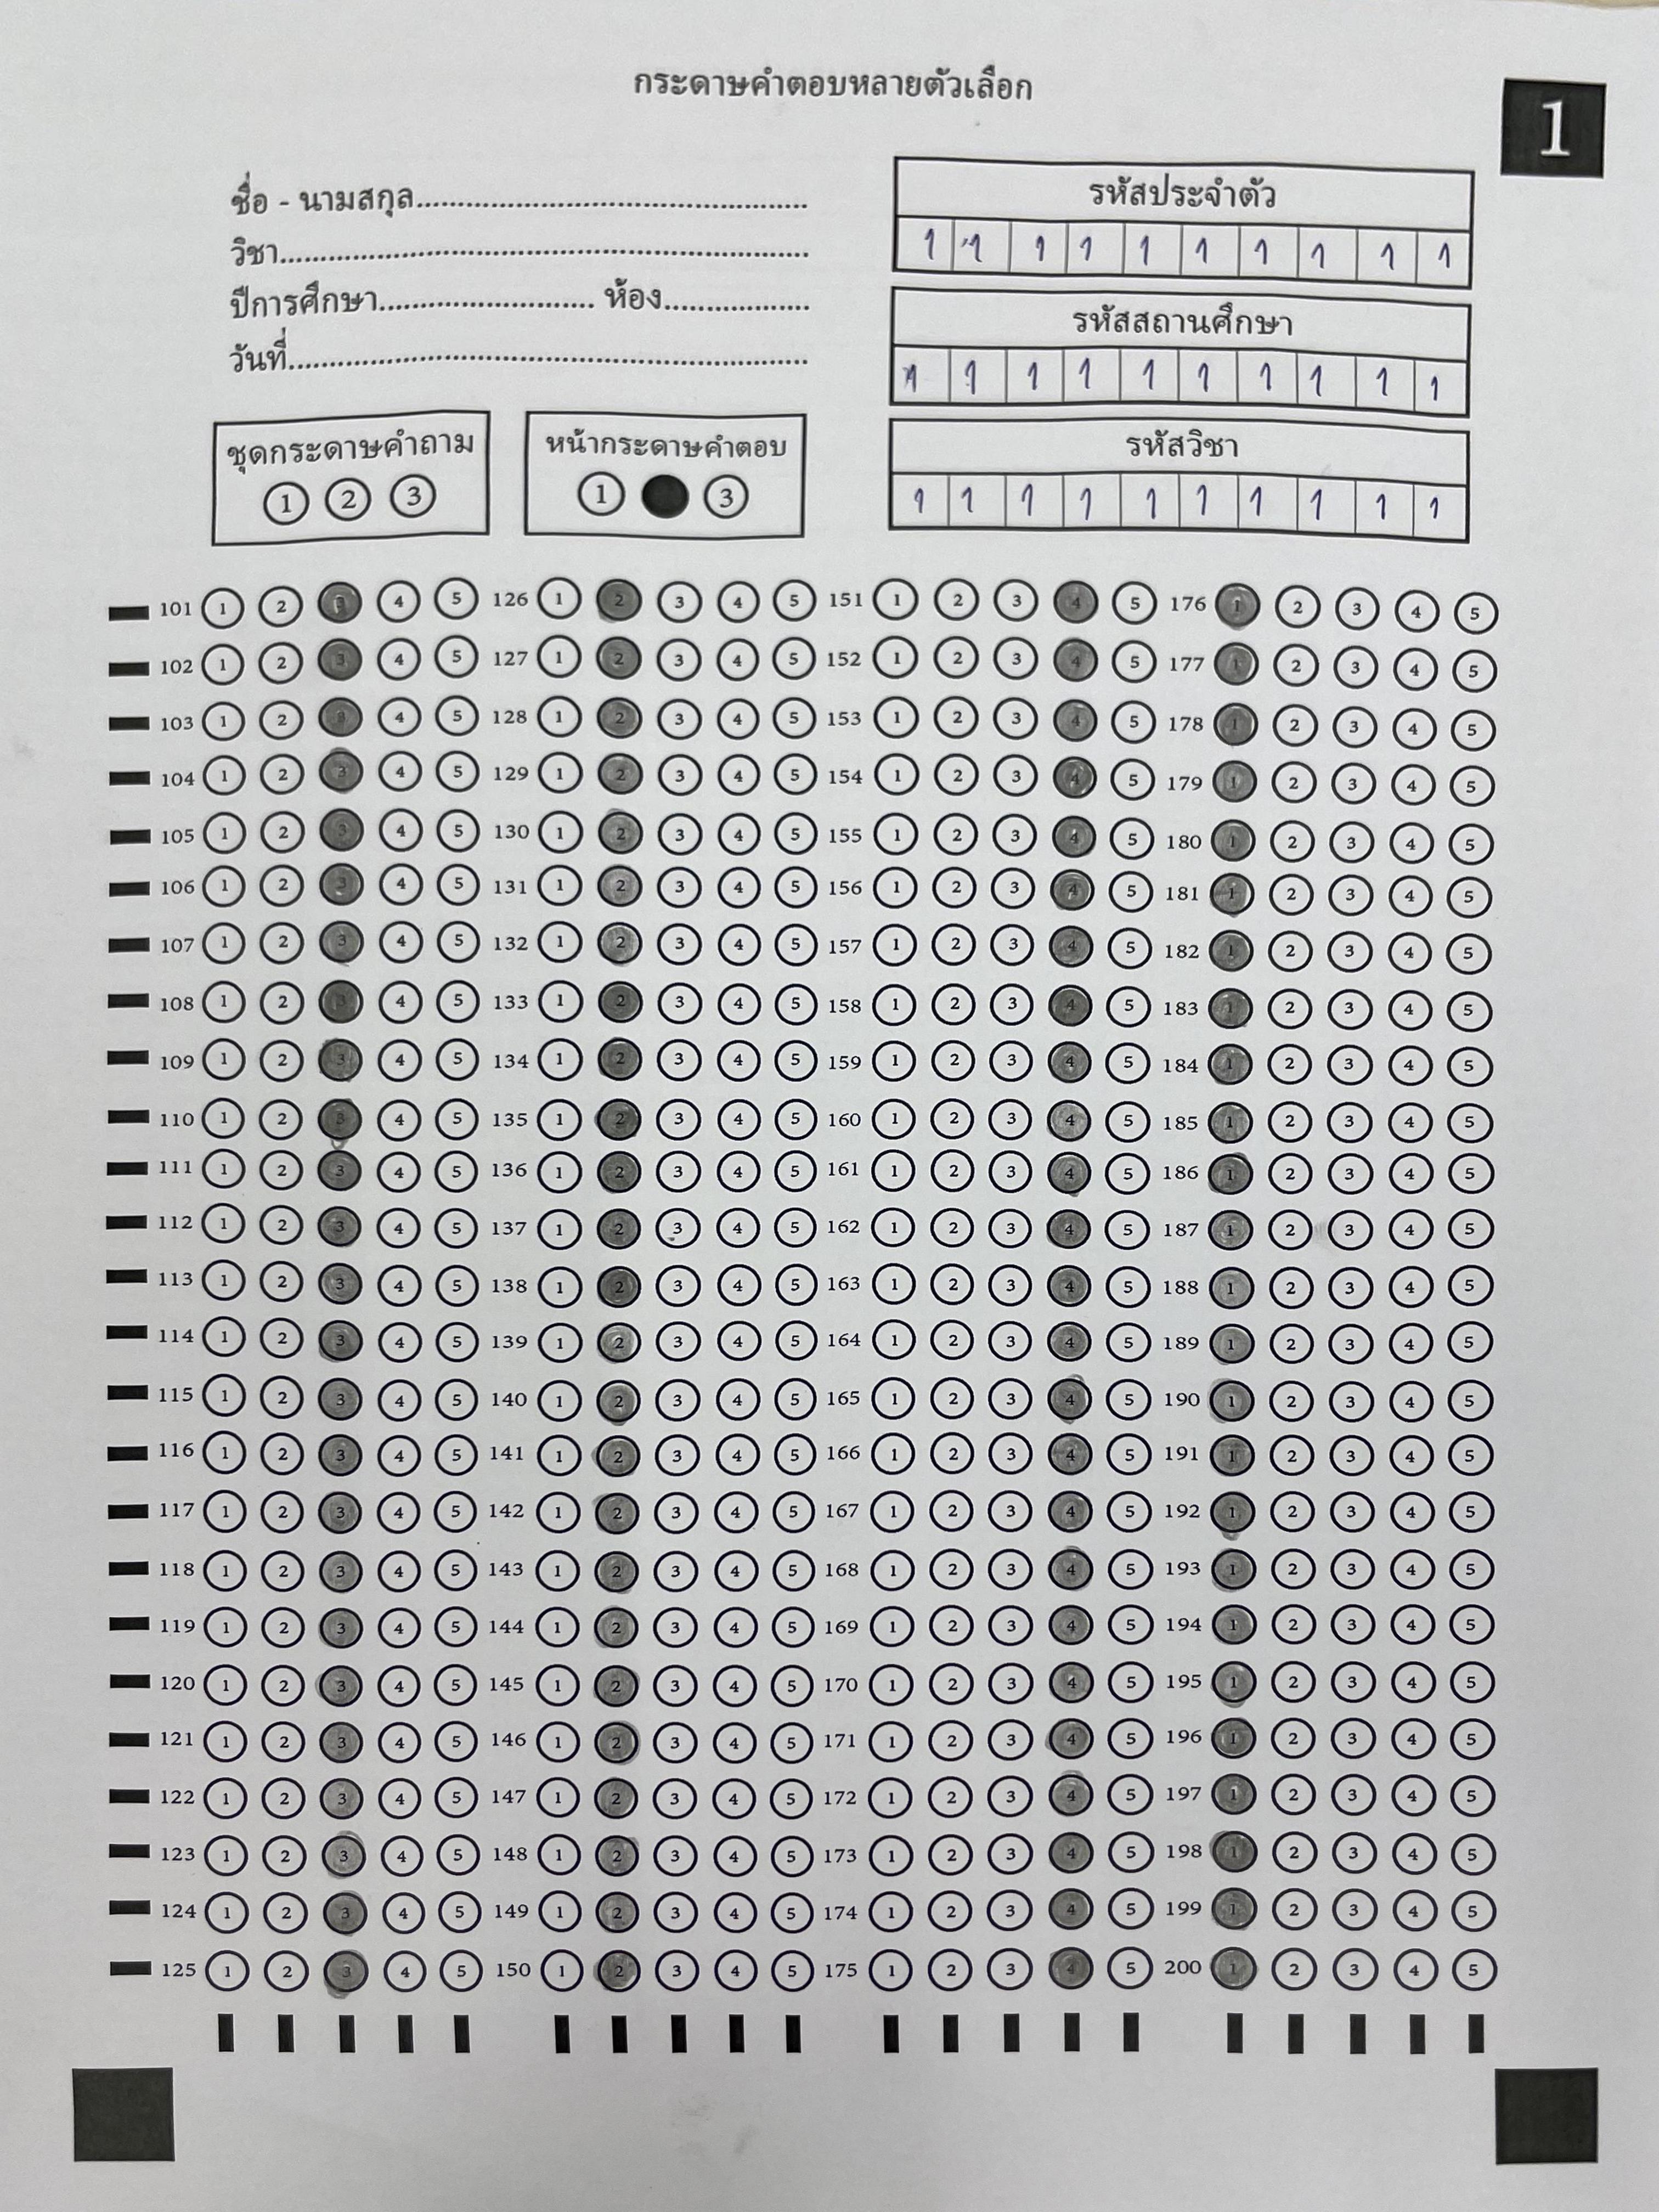 กระดาษคำตอบหลายตัวเลือก
1
ชื่อ - นามสกุล................................................
วิชา................................................................
ปีการศึกษา.......................... ห้อง..................
วันที่...............................................................
รหัสประจำตัว
1 1 1 1 1 1 1 1 1 1
รหัสสถานศึกษา
1 1 1 1 1 1 1 1 1 1
รหัสวิชา
1 1 1 1 1 1 1 1 1 1
ชุดกระดาษคำถาม
1 2 3
หน้ากระดาษคำตอบ
1 3
101 1 2 3 4 5 126 1 2 3 4 5 151 1 2 3 4 5 176 1 2 3 4 5
102 1 2 3 4 5 127 1 2 3 4 5 152 1 2 3 4 5 177 1 2 3 4 5
103 1 2 3 4 5 128 1 2 3 4 5 153 1 2 3 4 5 178 1 2 3 4 5
104 1 2 3 4 5 129 1 2 3 4 5 154 1 2 3 4 5 179 1 2 3 4 5
105 1 2 3 4 5 130 1 2 3 4 5 155 1 2 3 4 5 180 1 2 3 4 5
106 1 2 3 4 5 131 1 2 3 4 5 156 1 2 3 4 5 181 1 2 3 4 5
107 1 2 3 4 5 132 1 2 3 4 5 157 1 2 3 4 5 182 1 2 3 4 5
108 1 2 3 4 5 133 1 2 3 4 5 158 1 2 3 4 5 183 1 2 3 4 5
109 1 2 3 4 5 134 1 2 3 4 5 159 1 2 3 4 5 184 1 2 3 4 5
110 1 2 3 4 5 135 1 2 3 4 5 160 1 2 3 4 5 185 1 2 3 4 5
111 1 2 3 4 5 136 1 2 3 4 5 161 1 2 3 4 5 186 1 2 3 4 5
112 1 2 3 4 5 137 1 2 3 4 5 162 1 2 3 4 5 187 1 2 3 4 5
113 1 2 3 4 5 138 1 2 3 4 5 163 1 2 3 4 5 188 1 2 3 4 5
114 1 2 3 4 5 139 1 2 3 4 5 164 1 2 3 4 5 189 1 2 3 4 5
115 1 2 3 4 5 140 1 2 3 4 5 165 1 2 3 4 5 190 1 2 3 4 5
116 1 2 3 4 5 141 1 2 3 4 5 166 1 2 3 4 5 191 1 2 3 4 5
117 1 2 3 4 5 142 1 2 3 4 5 167 1 2 3 4 5 192 1 2 3 4 5
118 1 2 3 4 5 143 1 2 3 4 5 168 1 2 3 4 5 193 1 2 3 4 5
119 1 2 3 4 5 144 1 2 3 4 5 169 1 2 3 4 5 194 1 2 3 4 5
120 1 2 3 4 5 145 1 2 3 4 5 170 1 2 3 4 5 195 1 2 3 4 5
121 1 2 3 4 5 146 1 2 3 4 5 171 1 2 3 4 5 196 1 2 3 4 5
122 1 2 3 4 5 147 1 2 3 4 5 172 1 2 3 4 5 197 1 2 3 4 5
123 1 2 3 4 5 148 1 2 3 4 5 173 1 2 3 4 5 198 1 2 3 4 5
124 1 2 3 4 5 149 1 2 3 4 5 174 1 2 3 4 5 199 1 2 3 4 5
125 1 2 3 4 5 150 1 2 3 4 5 175 1 2 3 4 5 200 1 2 3 4 5